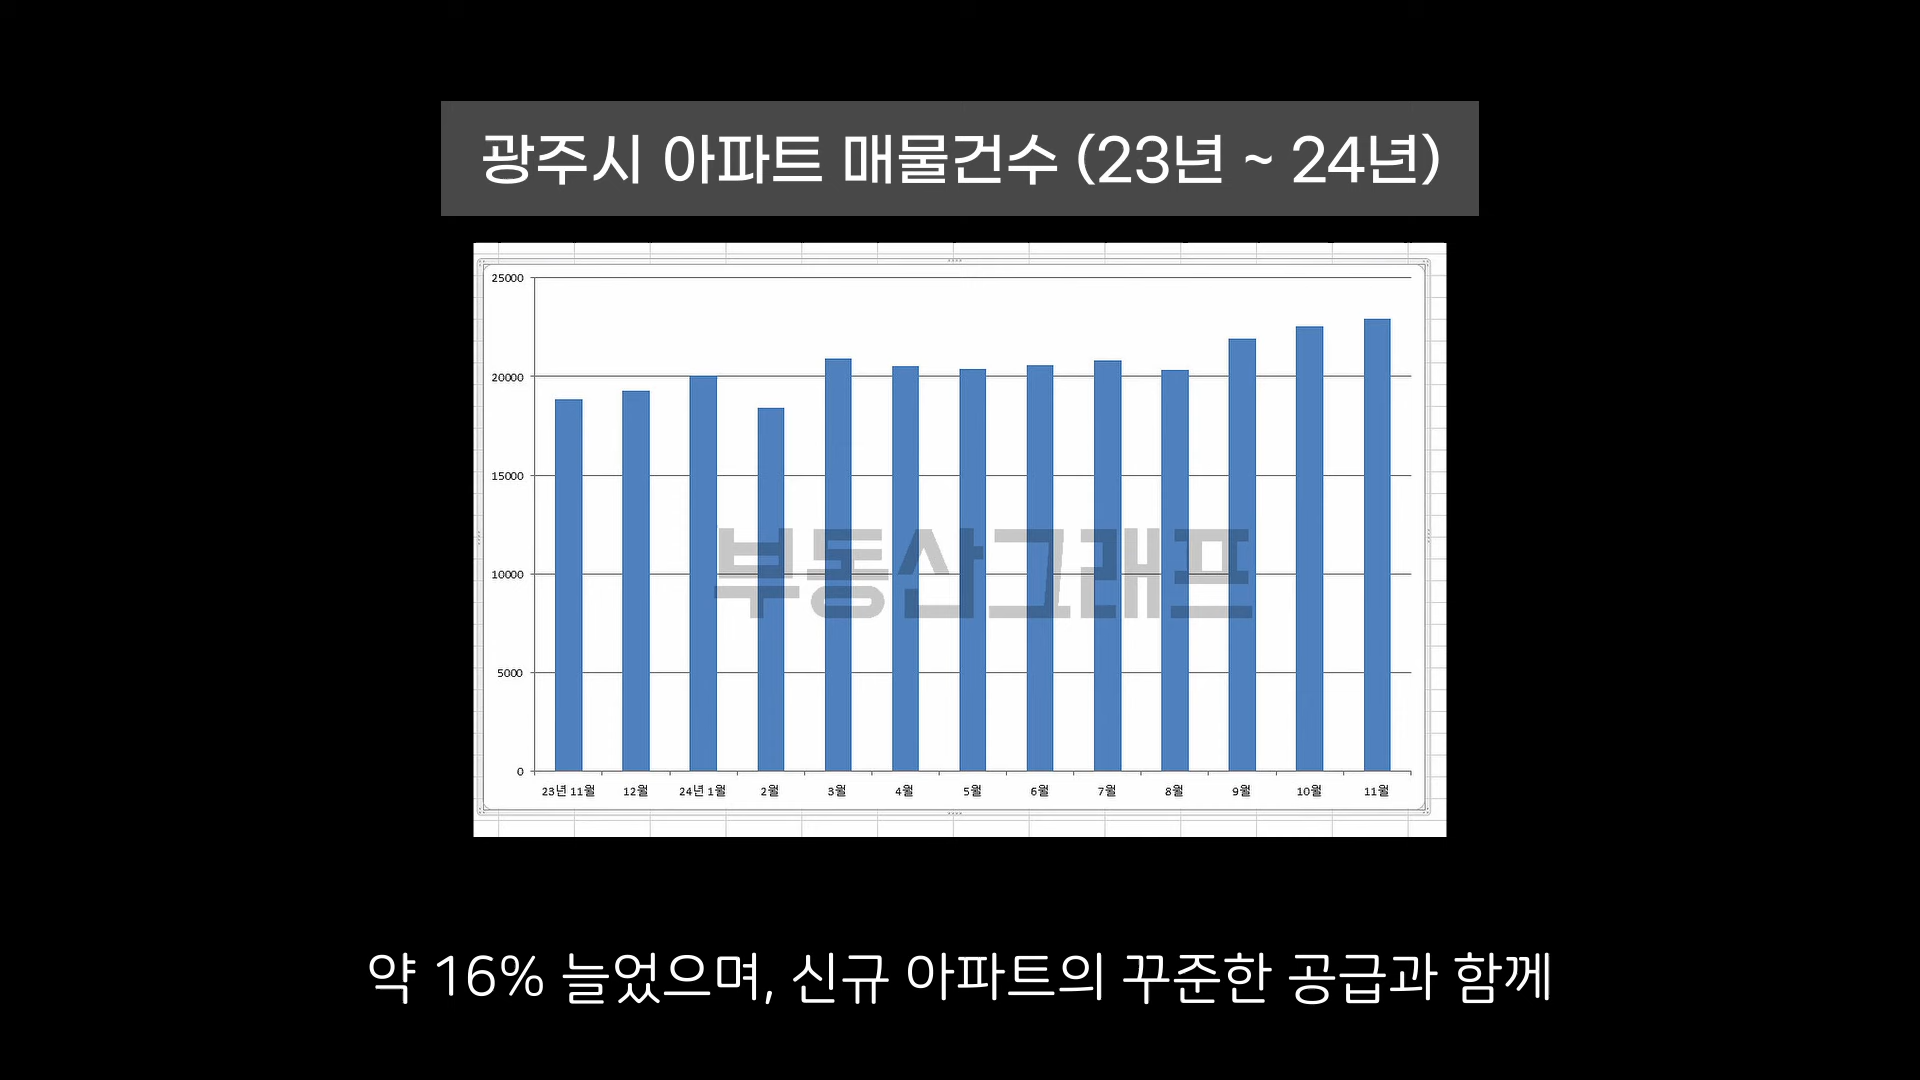 광주시 아파트 매물건수 (23년 ~ 24년)
25000
20000
15000
10000
5000
0
부동산그래프
23년 11월 12월 24년 1월 2월 3월 4월 5월 6월 7월 8월 9월 10월 11월
약 16% 늘었으며, 신규 아파트의 꾸준한 공급과 함께